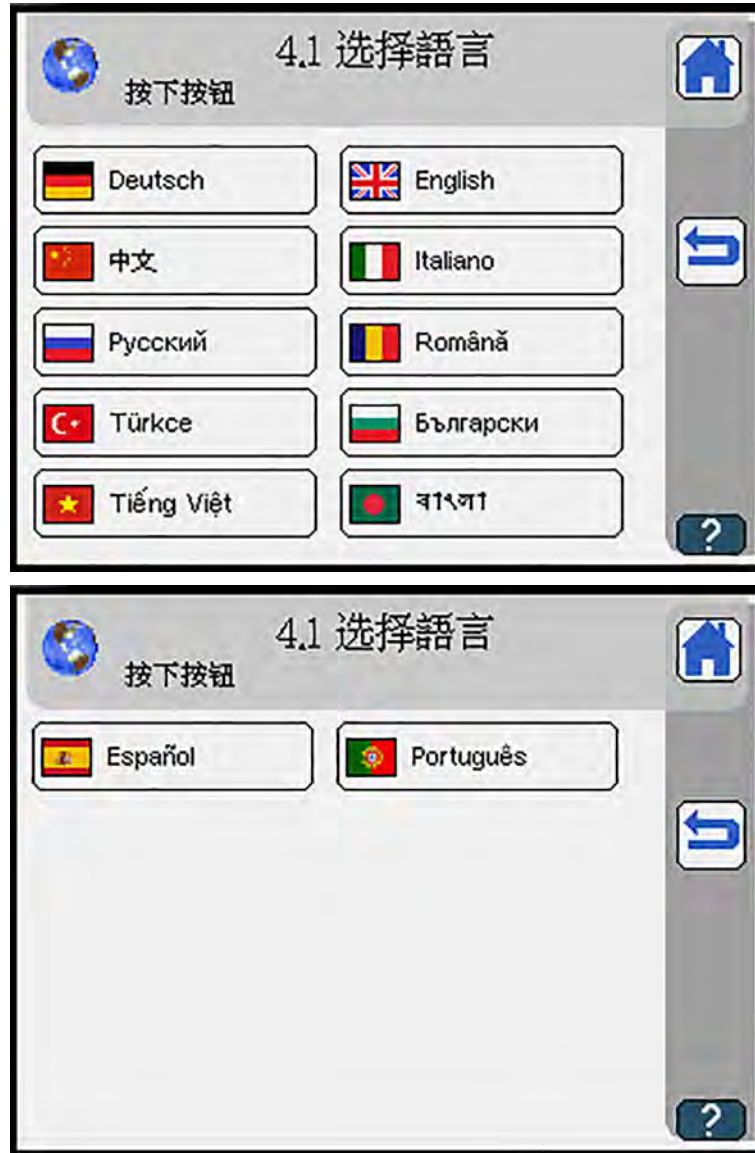 4.1 选择語言
按下按钮
Deutsch
English
中文
Italiano
Русский
Română
Türkce
Български
Tiếng Việt
বাংলা
?
4.1 选择語言
按下按钮
Español
Português
?